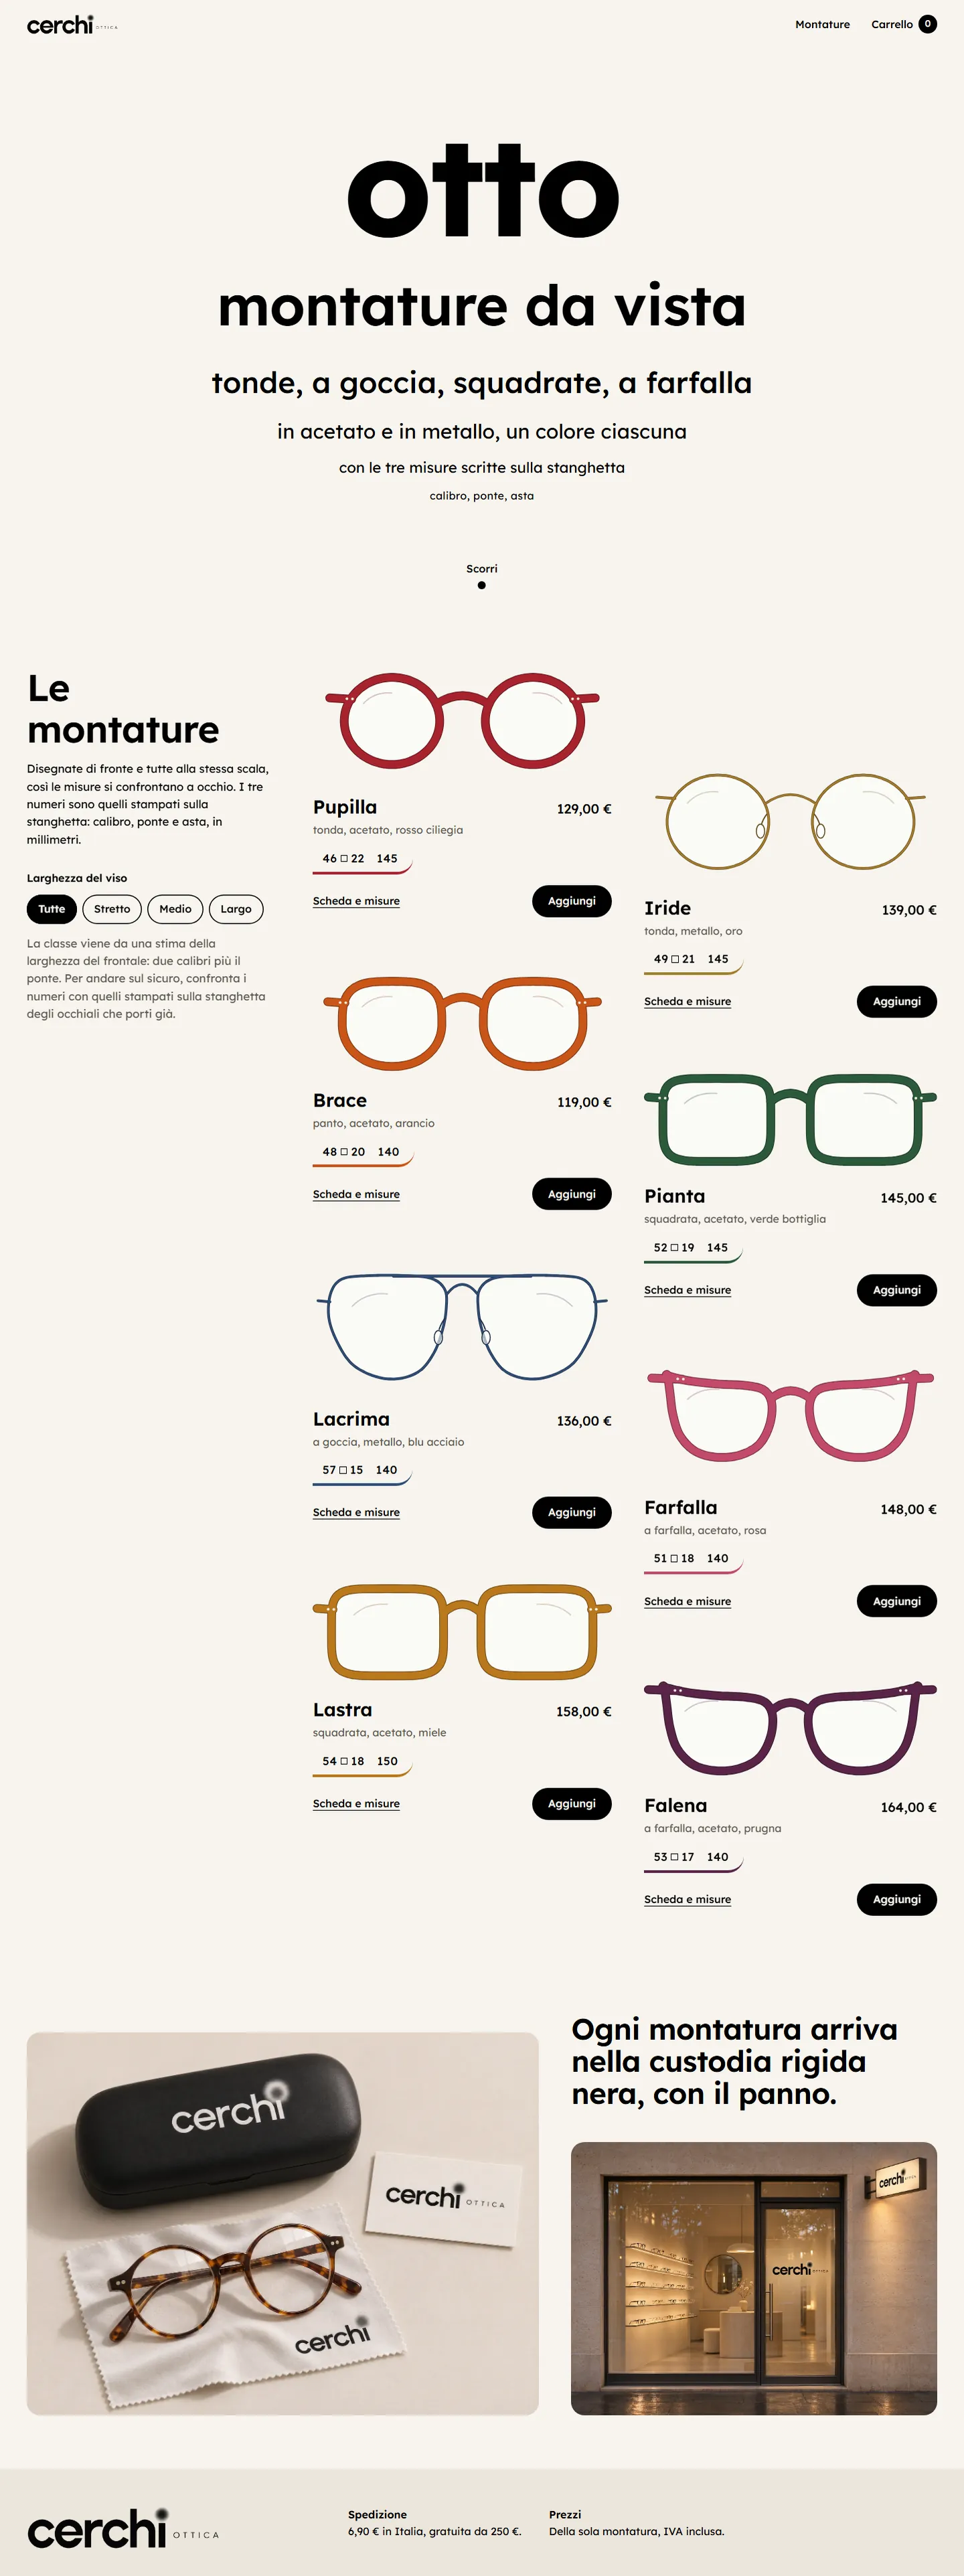 cerchi OTTICA
Montature
Carrello 0
otto
montature da vista
tonde, a goccia, squadrate, a farfalla
in acetato e in metallo, un colore ciascuna
con le tre misure scritte sulla stanghetta
calibro, ponte, asta
Scorri
Le
montature
Disegnate di fronte e tutte alla stessa scala,
così le misure si confrontano a occhio. I tre
numeri sono quelli stampati sulla
stanghetta: calibro, ponte e asta, in
millimetri.
Larghezza del viso
Tutte Stretto Medio Largo
La classe viene da una stima della
larghezza del frontale: due calibri più il
ponte. Per andare sul sicuro, confronta i
numeri con quelli stampati sulla stanghetta
degli occhiali che porti già.
Pupilla 129,00 €
tonda, acetato, rosso ciliegia
46 □ 22 145
Scheda e misure Aggiungi
Iride 139,00 €
tonda, metallo, oro
49 □ 21 145
Scheda e misure Aggiungi
Brace 119,00 €
panto, acetato, arancio
48 □ 20 140
Scheda e misure Aggiungi
Pianta 145,00 €
squadrata, acetato, verde bottiglia
52 □ 19 145
Scheda e misure Aggiungi
Lacrima 136,00 €
a goccia, metallo, blu acciaio
57 □ 15 140
Scheda e misure Aggiungi
Farfalla 148,00 €
a farfalla, acetato, rosa
51 □ 18 140
Scheda e misure Aggiungi
Lastra 158,00 €
squadrata, acetato, miele
54 □ 18 150
Scheda e misure Aggiungi
Falena 164,00 €
a farfalla, acetato, prugna
53 □ 17 140
Scheda e misure Aggiungi
cerchi
cerchi OTTICA
cerchi
Ogni montatura arriva
nella custodia rigida
nera, con il panno.
cerchi OTTICA
cerchi OTTICA
cerchi OTTICA
Spedizione
6,90 € in Italia, gratuita da 250 €.
Prezzi
Della sola montatura, IVA inclusa.